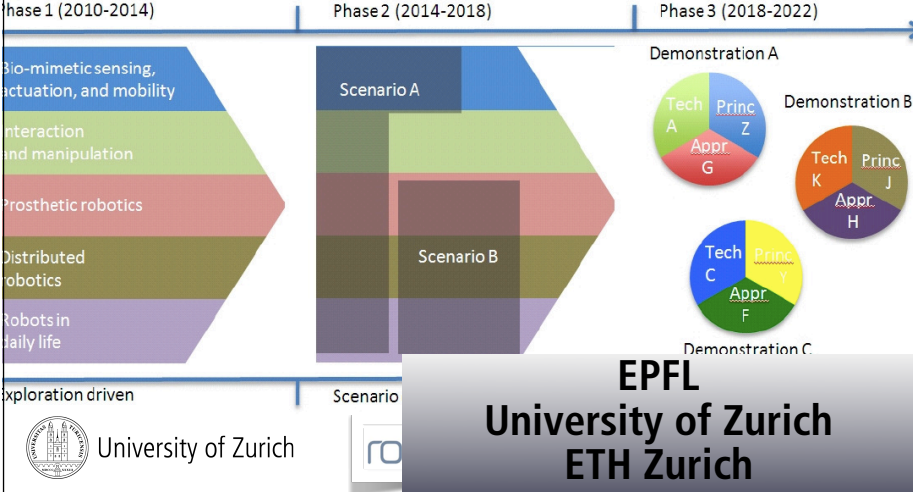 Phase 1 (2010-2014)
Phase 2 (2014-2018)
Phase 3 (2018-2022)
Bio-mimetic sensing,
actuation, and mobility
Interaction
and manipulation
Prosthetic robotics
Distributed
robotics
Robots in
daily life
Scenario A
Scenario B
Demonstration A
Tech
A
Princ
Z
Appr
G
Demonstration B
Tech
K
Princ
J
Appr
H
Tech
C
Princ
Y
Appr
F
Demonstration C
Exploration driven
Scenario
EPFL
University of Zurich
ETH Zurich
University of Zurich
ro